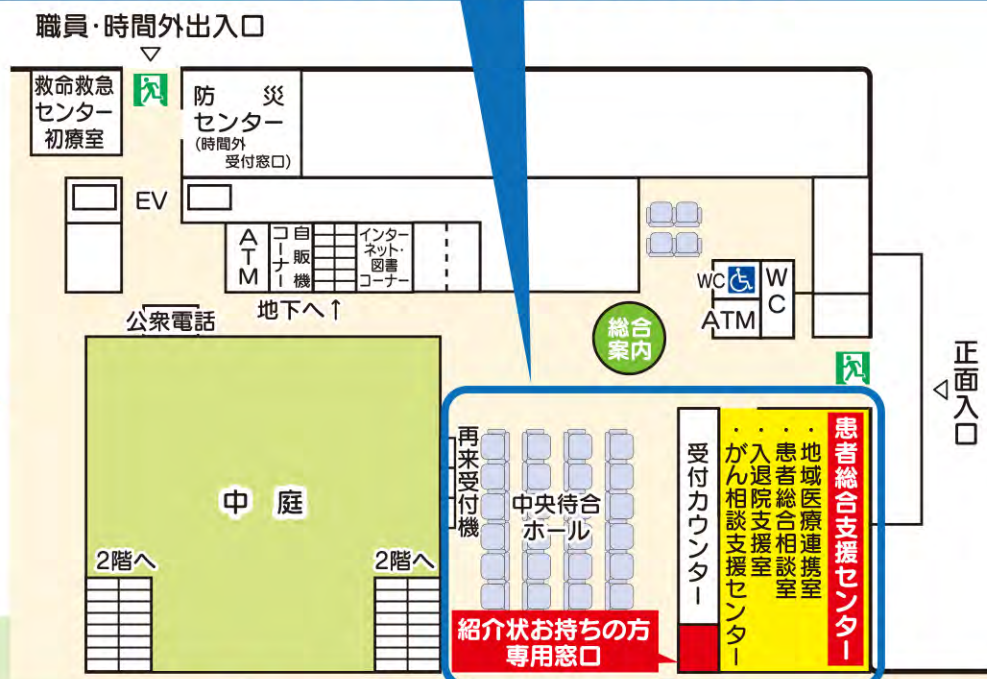 職員・時間外出入口
救命救急
センター
初療室
防 災
センター
(時間外
受付窓口)
EV
ATM
自販機
コーナー
インター
ネット・
図書
コーナー
地下へ↑
公衆電話
WC
WC
ATM
総合
案内
正面入口
中 庭
2階へ
2階へ
再来受付機
中央待合
ホール
受付カウンター
患者総合支援センター
・地域医療連携室
・患者総合相談室
・入退院支援室
・がん相談支援センター
紹介状お持ちの方
専用窓口